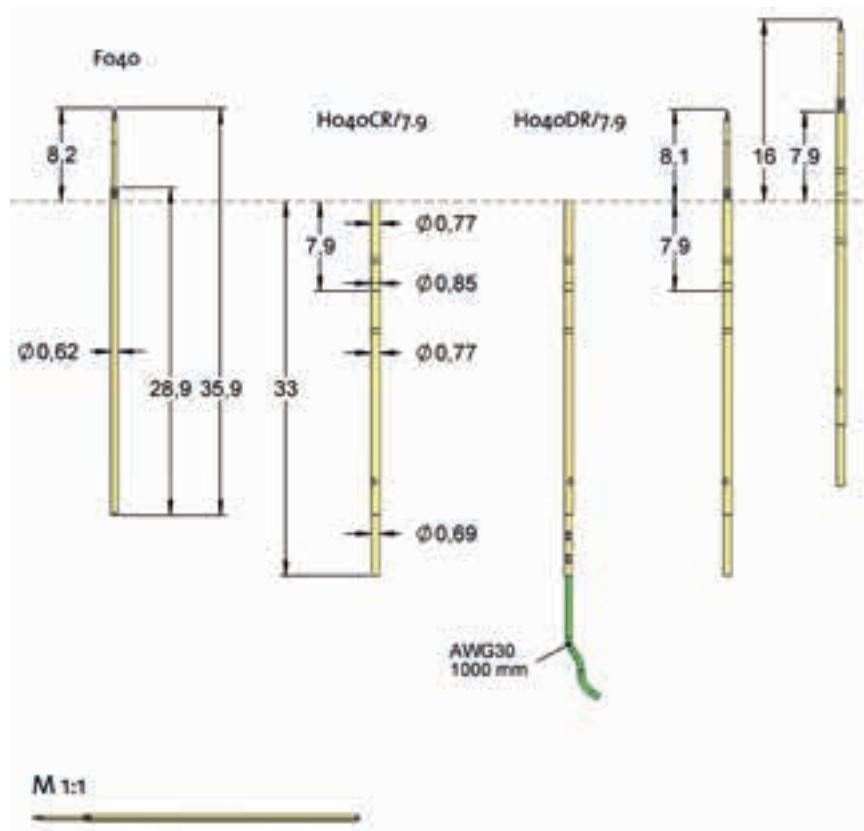 F040
H040CR/7.9
H040DR/7.9
8,2
8,1
16
7,9
Ø0,77
7,9
7,9
Ø0,85
Ø0,62
Ø0,77
28,9
35,9
33
Ø0,69
AWG30
1000 mm
M 1:1